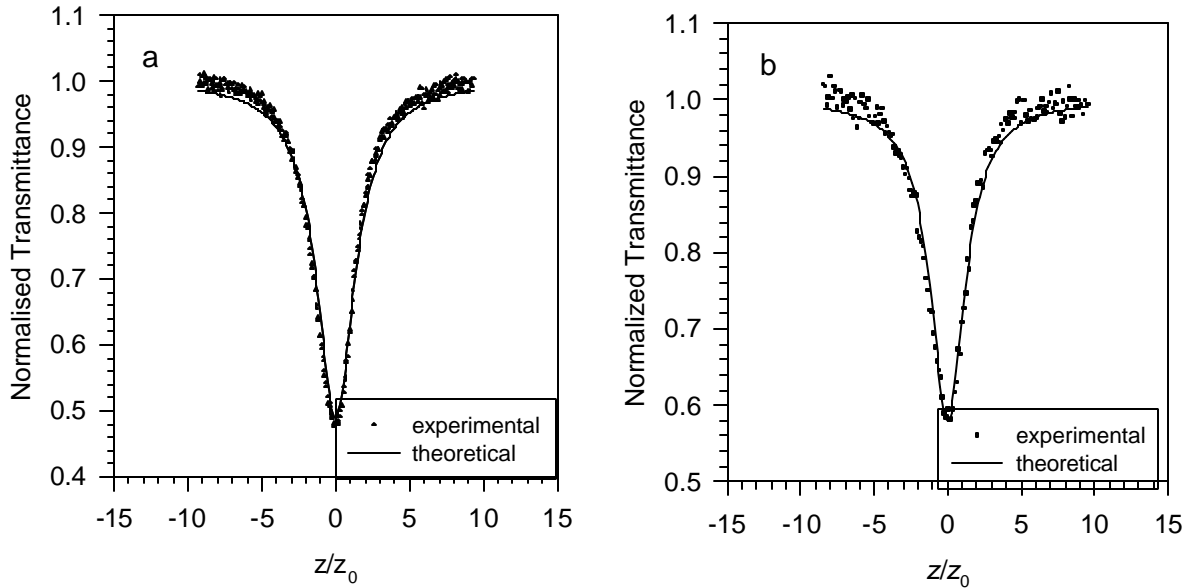 a
1.1
1.0
0.9
0.8
0.7
0.6
0.5
0.4
Normalised Transmittance
experimental
theoretical
-15 -10 -5 0 5 10 15
z/z0
b
1.1
1.0
0.9
0.8
0.7
0.6
0.5
Normalized Transmittance
experimental
theoretical
-15 -10 -5 0 5 10 15
z/z0